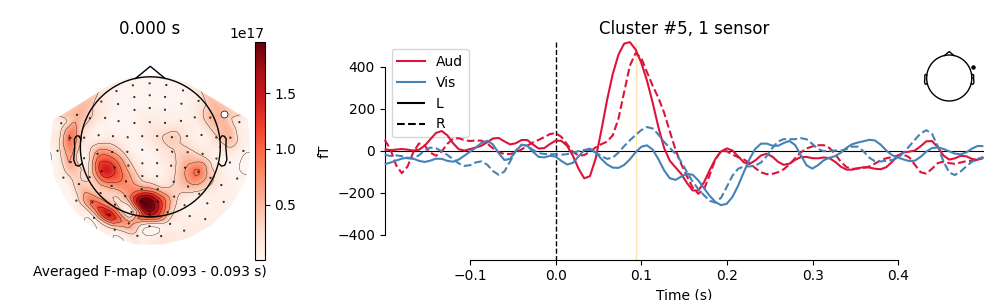 0.000 s
1e17
1.5
1.0
0.5
Averaged F-map (0.093 - 0.093 s)
Cluster #5, 1 sensor
Aud
Vis
L
R
fT
400
200
0
−200
−400
−0.1 0.0 0.1 0.2 0.3 0.4
Time (s)